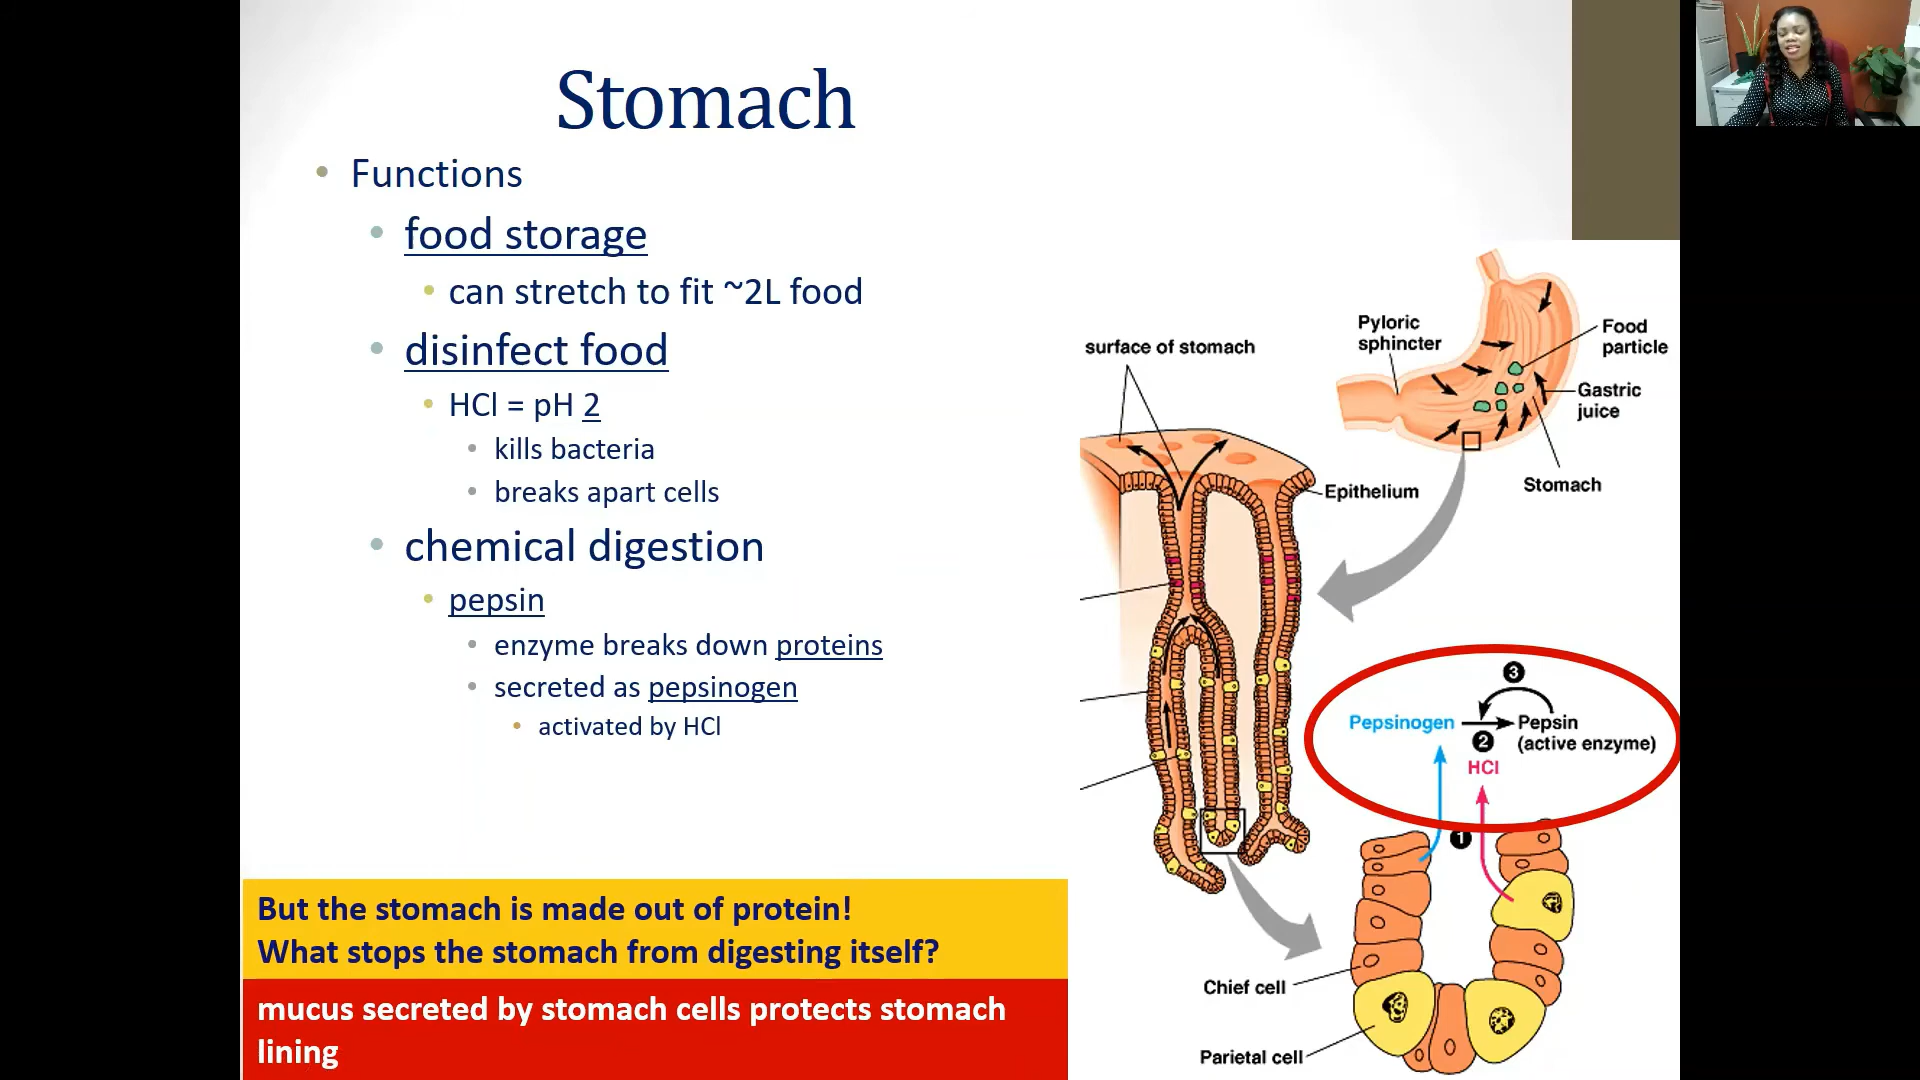 Stomach
• Functions
• food storage
• can stretch to fit ~2L food
• disinfect food
• HCl = pH 2
• kills bacteria
• breaks apart cells
• chemical digestion
• pepsin
• enzyme breaks down proteins
• secreted as pepsinogen
• activated by HCl
But the stomach is made out of protein!
What stops the stomach from digesting itself?
mucus secreted by stomach cells protects stomach
lining
surface of stomach
Pyloric
sphincter
Food
particle
Gastric
juice
Stomach
Epithelium
3
Pepsinogen
Pepsin
(active enzyme)
2
HCl
1
Chief cell
Parietal cell